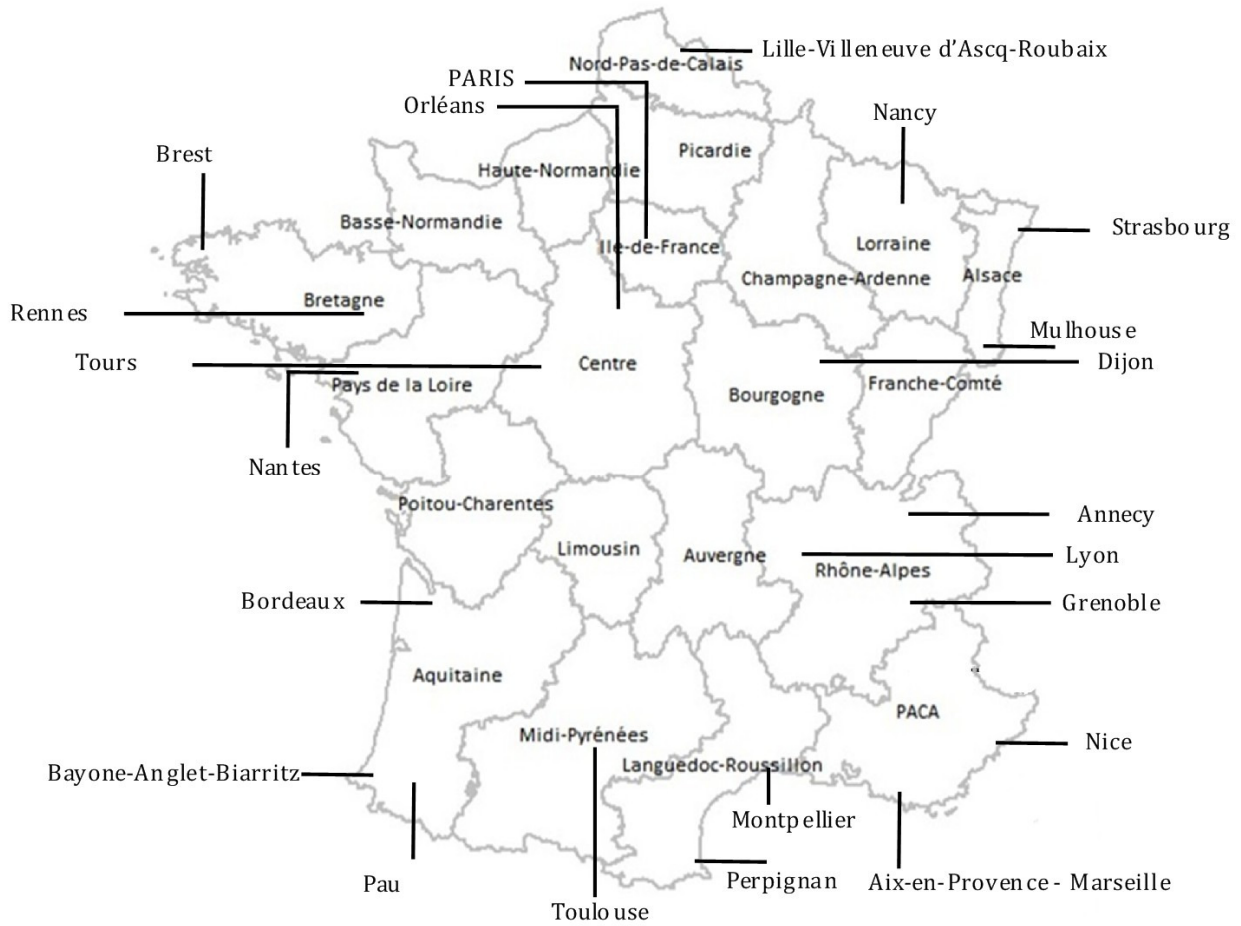 Lille-Villeneuve d’Ascq-Roubaix
Nord-Pas-de-Calais
PARIS
Orléans
Nancy
Brest
Picardie
Haute-Normandie
Basse-Normandie
Strasbourg
Ile-de-France
Lorraine
Champagne-Ardenne
Alsace
Bretagne
Rennes
Mulhouse
Tours
Centre
Dijon
Pays de la Loire
Franche-Comté
Bourgogne
Nantes
Poitou-Charentes
Annecy
Limousin
Auvergne
Lyon
Rhône-Alpes
Bordeaux
Grenoble
Aquitaine
PACA
Midi-Pyrénées
Nice
Languedoc-Roussillon
Bayone-Anglet-Biarritz
Montpellier
Pau
Perpignan
Aix-en-Provence - Marseille
Toulouse